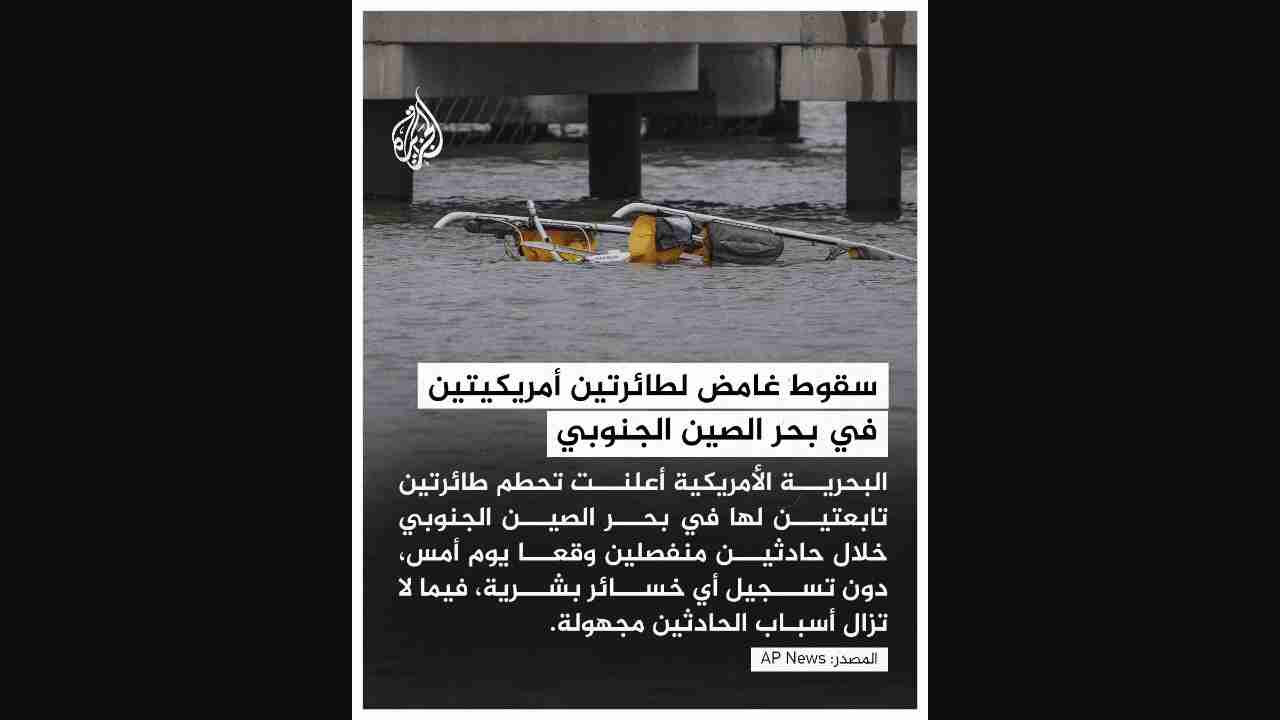 الجزيرة
سقوط غامض لطائرتين أمريكيتين
في بحر الصين الجنوبي
البحرية الأمريكية أعلنت تحطم طائرتين
تابعتين لها في بحر الصين الجنوبي
خلال حادثين منفصلين وقعا يوم أمس،
دون تسجيل أي خسائر بشرية، فيما لا
تزال أسباب الحادثين مجهولة.
المصدر: AP News